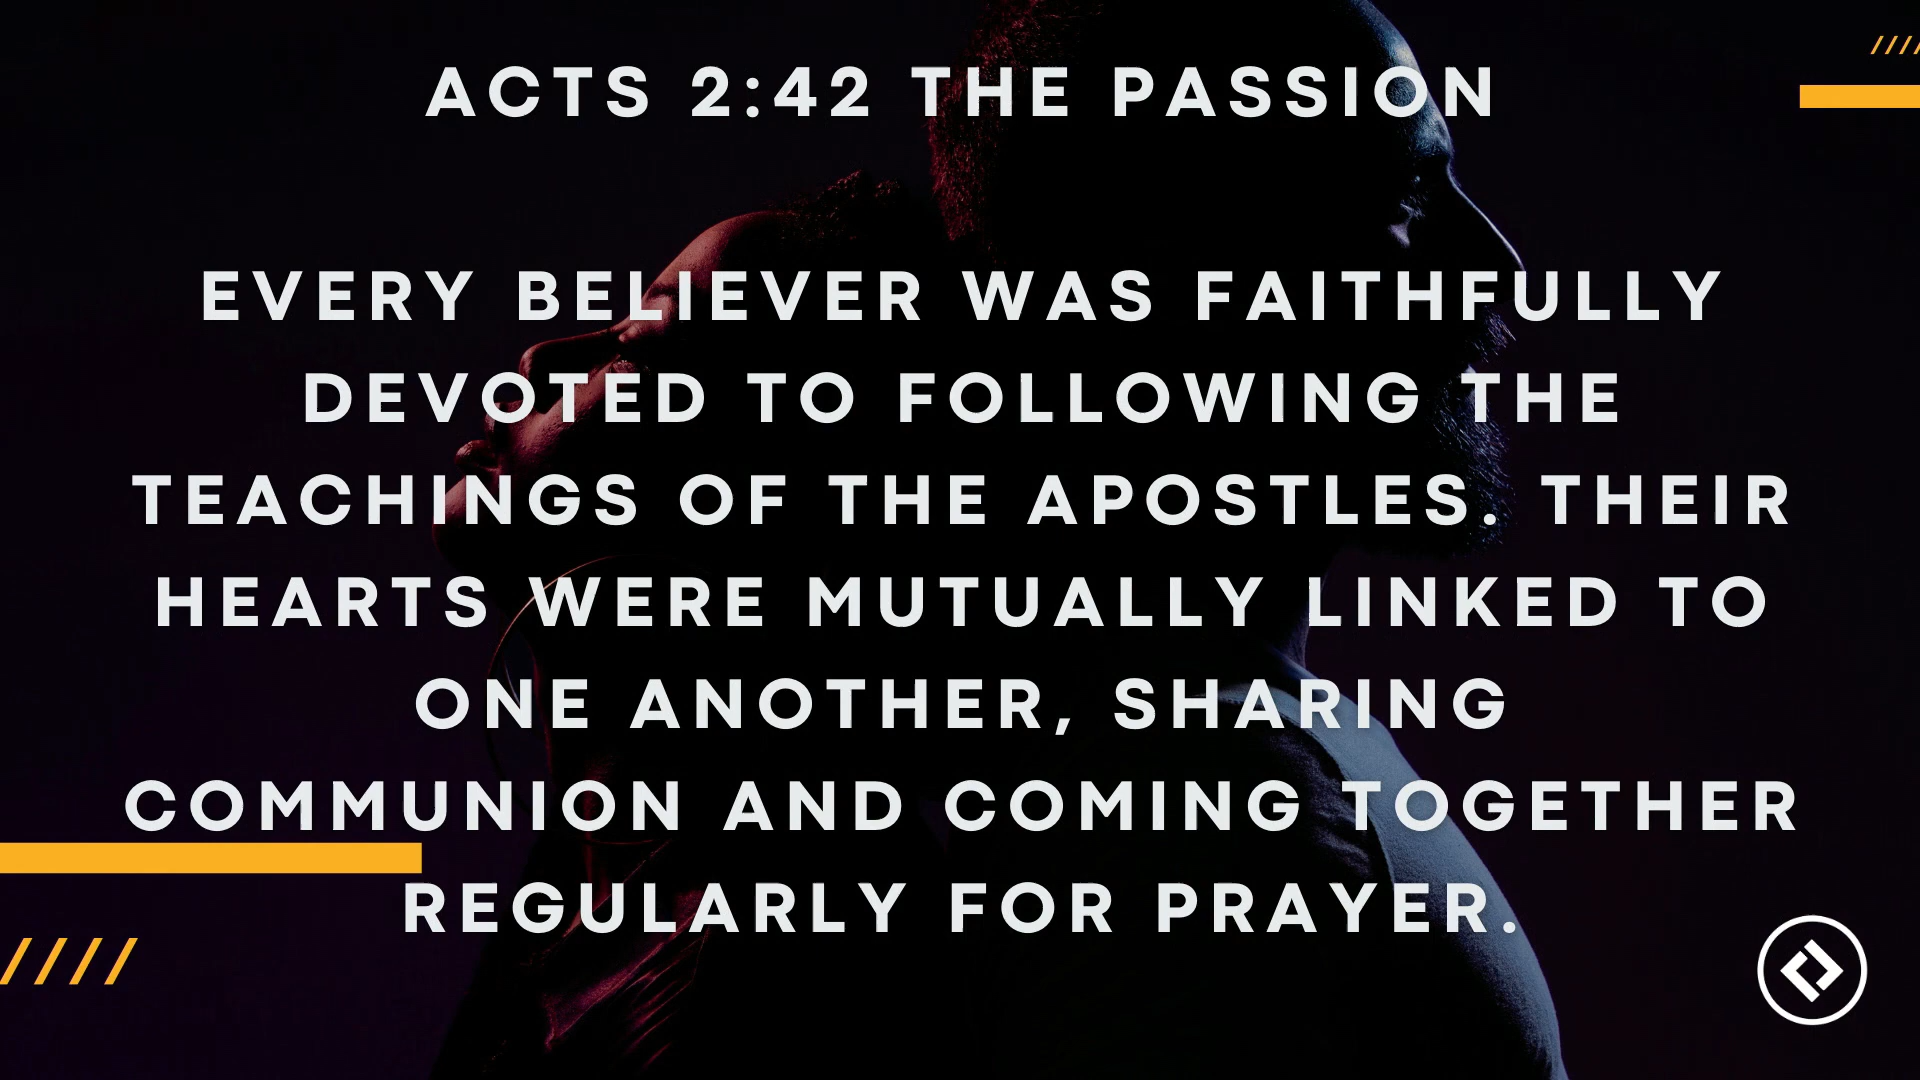 ACTS 2:42 THE PASSION
EVERY BELIEVER WAS FAITHFULLY
DEVOTED TO FOLLOWING THE
TEACHINGS OF THE APOSTLES. THEIR
HEARTS WERE MUTUALLY LINKED TO
ONE ANOTHER, SHARING
COMMUNION AND COMING TOGETHER
REGULARLY FOR PRAYER.